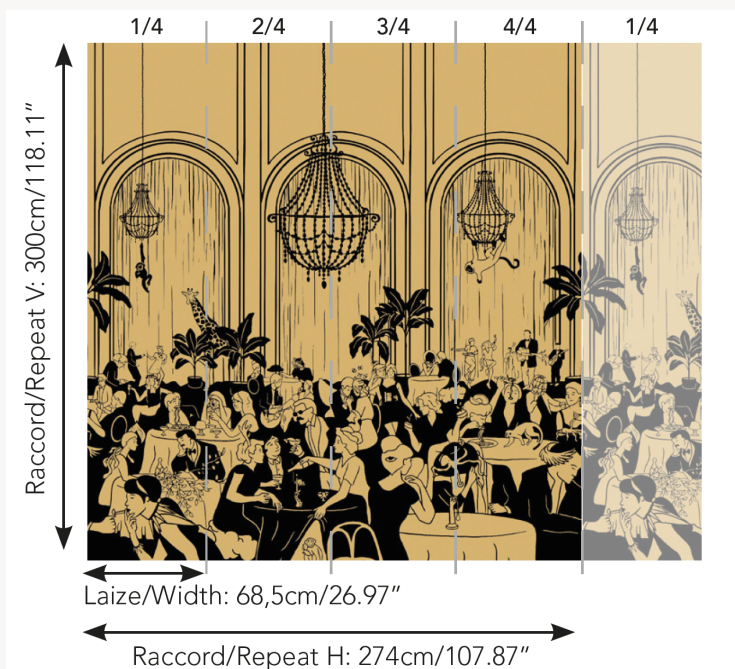 1/4 2/4 3/4 4/4 1/4
Raccord/Repeat V: 300cm/118.11”
Laize/Width: 68,5cm/26.97”
Raccord/Repeat H: 274cm/107.87”